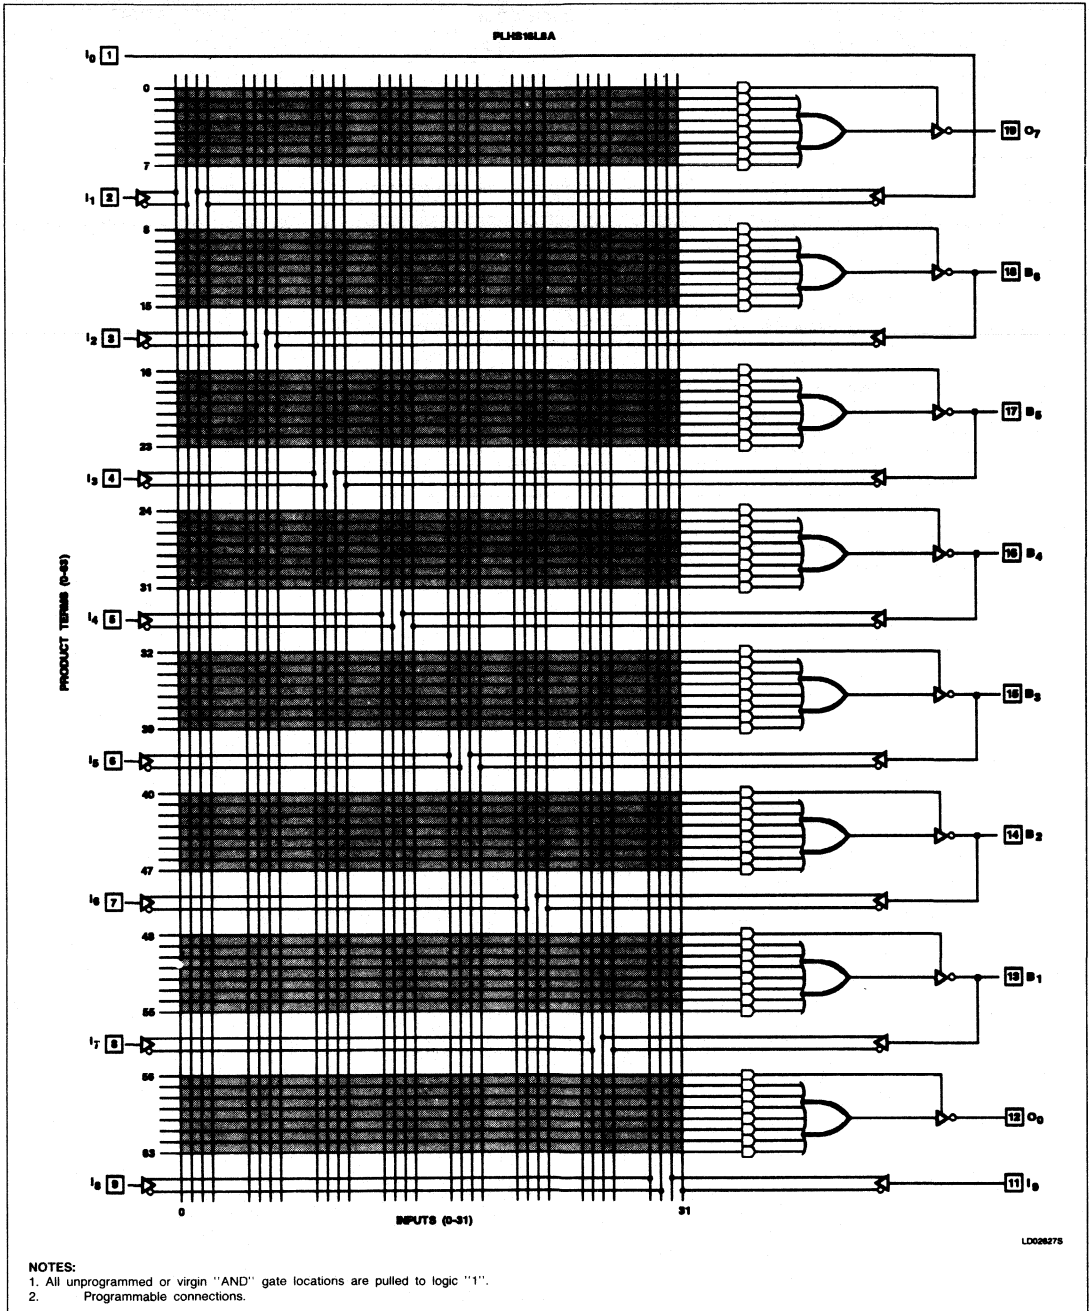 PLHS16L8A
I0 1
0
19 O7
7
I1 2
8
18 B6
15
I2 3
16
17 B5
23
I3 4
24
16 B4
31
I4 5
PRODUCT TERMS (0-63)
32
15 B3
39
I5 6
40
14 B2
47
I6 7
48
13 B1
55
I7 8
56
12 O0
63
I8 9
11 I9
0
INPUTS (0-31)
31
LD02627S
NOTES:
1. All unprogrammed or virgin "AND" gate locations are pulled to logic "1".
2. Programmable connections.